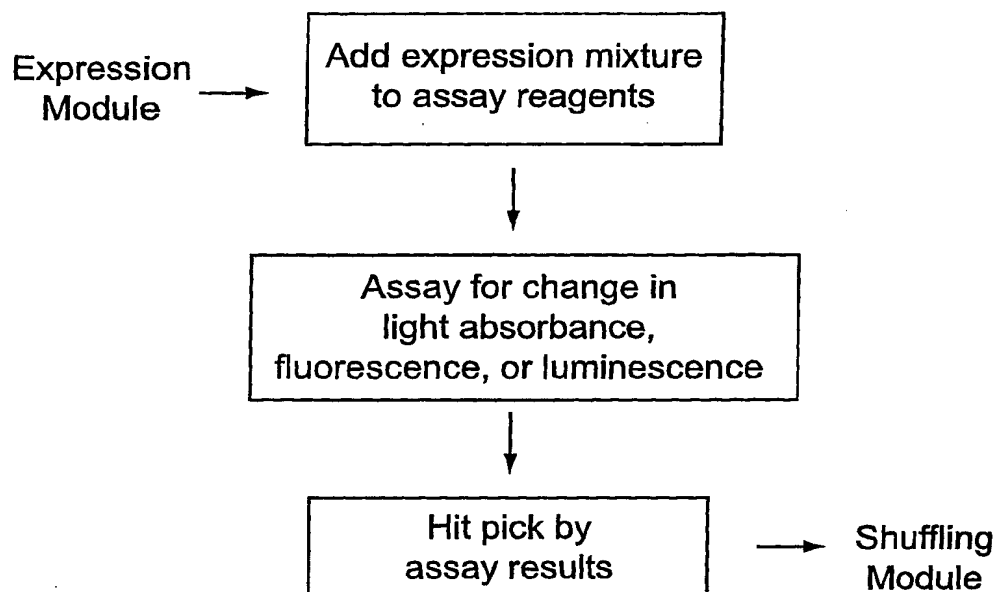 Expression
Module
Add expression mixture
to assay reagents
Assay for change in
light absorbance,
fluorescence, or luminescence
Hit pick by
assay results
Shuffling
Module